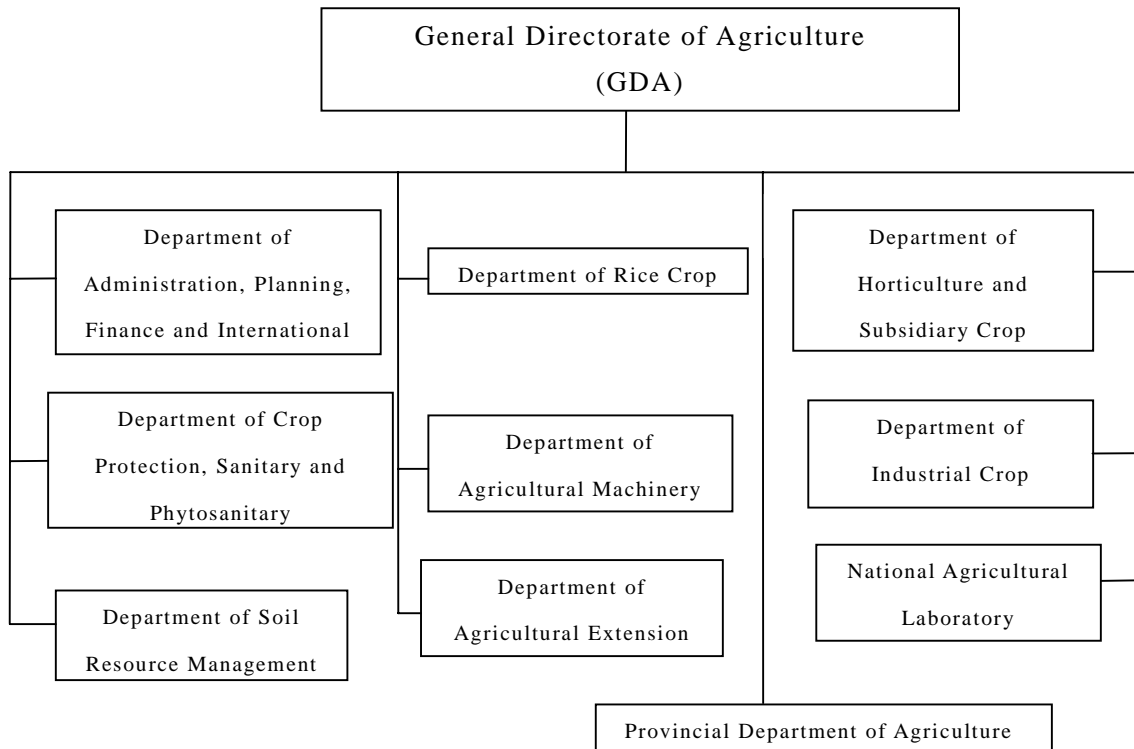 General Directorate of Agriculture
(GDA)
Department of
Administration, Planning,
Finance and International
Department of Rice Crop
Department of
Horticulture and
Subsidiary Crop
Department of Crop
Protection, Sanitary and
Phytosanitary
Department of
Agricultural Machinery
Department of
Industrial Crop
Department of Soil
Resource Management
Department of
Agricultural Extension
National Agricultural
Laboratory
Provincial Department of Agriculture